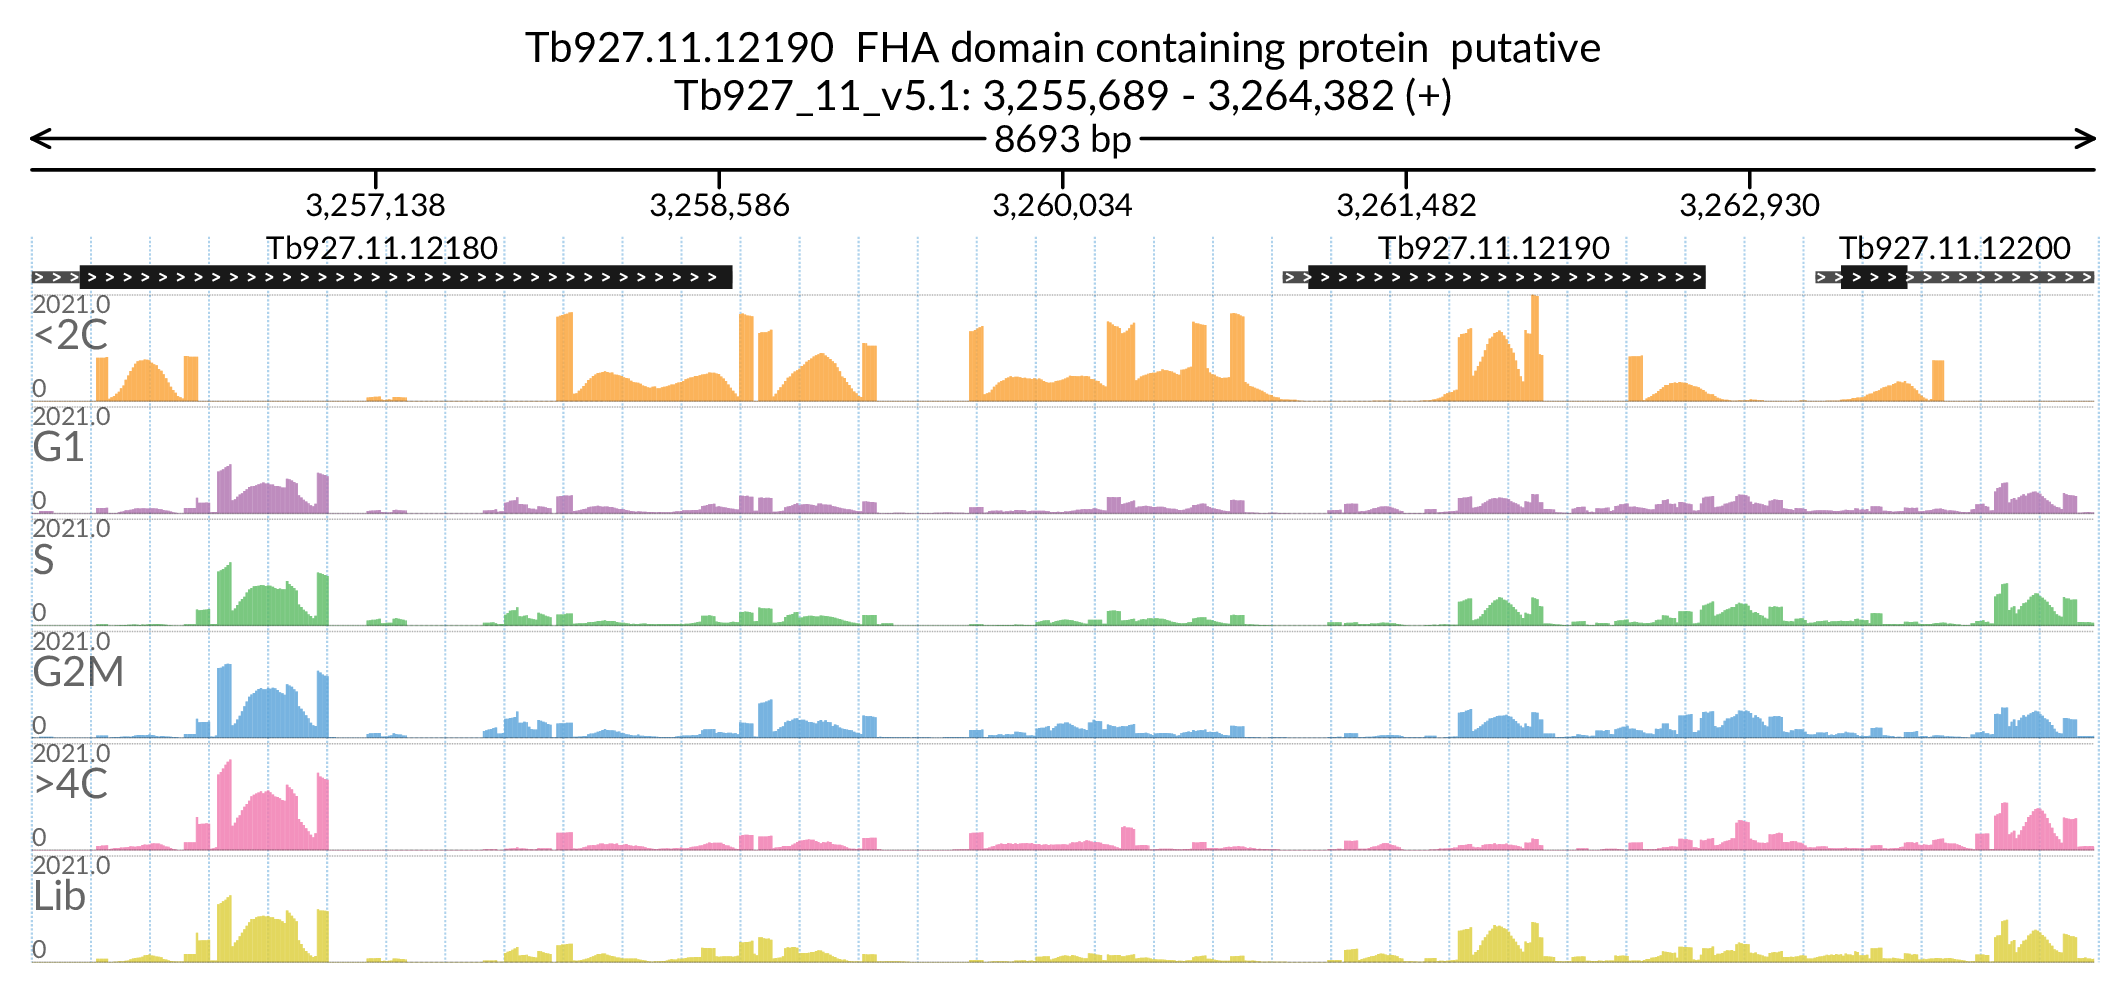 Tb927.11.12190  FHA domain containing protein  putative
Tb927_11_v5.1: 3,255,689 - 3,264,382 (+)
8693 bp
3,257,138 3,258,586 3,260,034 3,261,482 3,262,930
Tb927.11.12180 Tb927.11.12190 Tb927.11.12200
2021.0
<2C
0
2021.0
G1
0
2021.0
S
0
2021.0
G2M
0
2021.0
>4C
0
2021.0
Lib
0